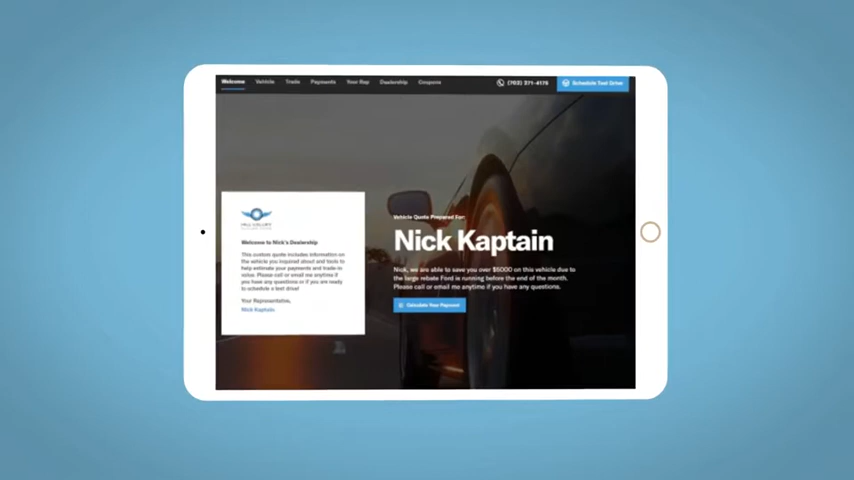 Welcome Vehicle Trade Payments Your Rep Dealership Coupons (702) 371-4175 Schedule Test Drive
Welcome to Nick's Dealership
This custom quote includes information on
the vehicle you inquired about and tools to
help estimate your payments and trade-in
value. Please call or email me anytime if
you have any questions or if you are ready
to schedule a test drive!
Your Representative,
Nick Kaptain
Vehicle Quote Prepared For:
Nick Kaptain
Nick, we are able to save you over $5000 on this vehicle due to
the large rebate Ford is running before the end of the month.
Please call or email me anytime if you have any questions.
Calculate Your Payment